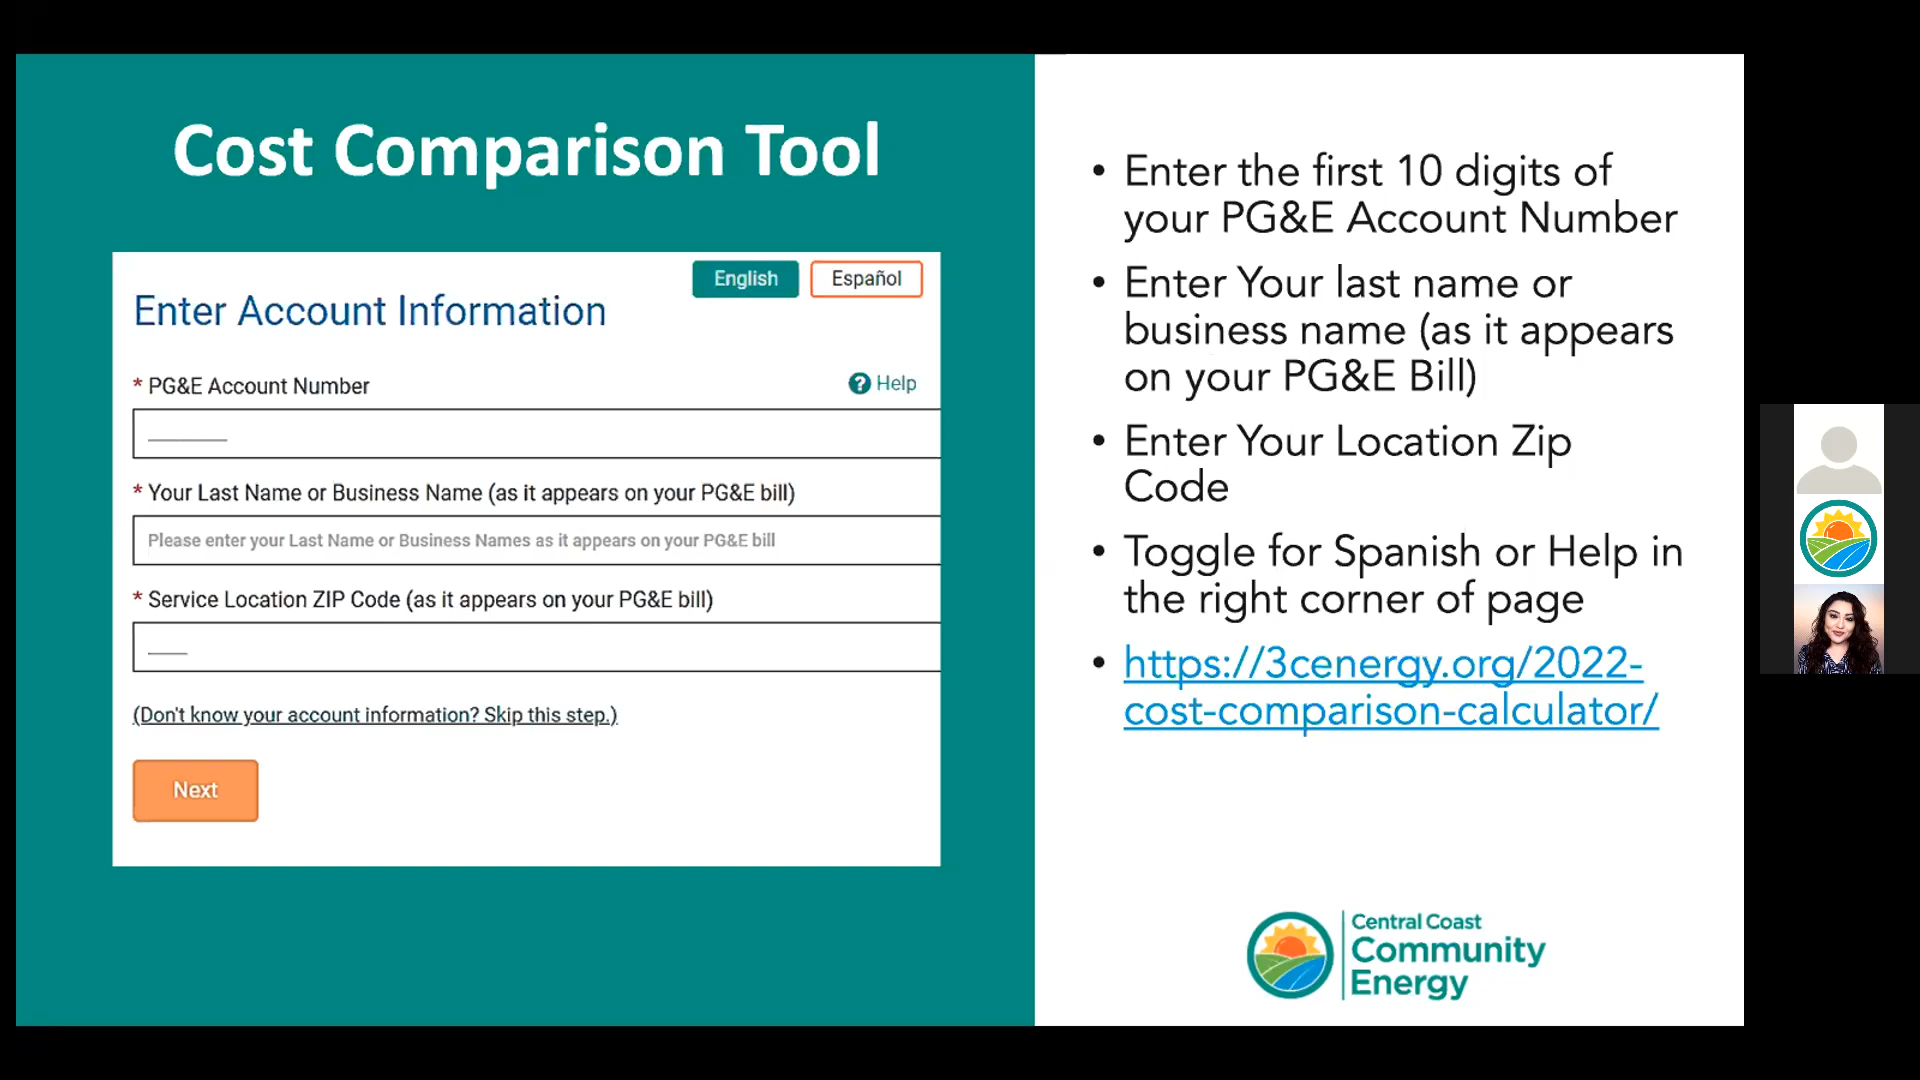 Cost Comparison Tool
English
Español
Enter Account Information
* PG&E Account Number
? Help
* Your Last Name or Business Name (as it appears on your PG&E bill)
Please enter your Last Name or Business Names as it appears on your PG&E bill
* Service Location ZIP Code (as it appears on your PG&E bill)
(Don't know your account information? Skip this step.)
Next
• Enter the first 10 digits of
your PG&E Account Number
• Enter Your last name or
business name (as it appears
on your PG&E Bill)
• Enter Your Location Zip
Code
• Toggle for Spanish or Help in
the right corner of page
• https://3cenergy.org/2022-
cost-comparison-calculator/
Central Coast
Community
Energy